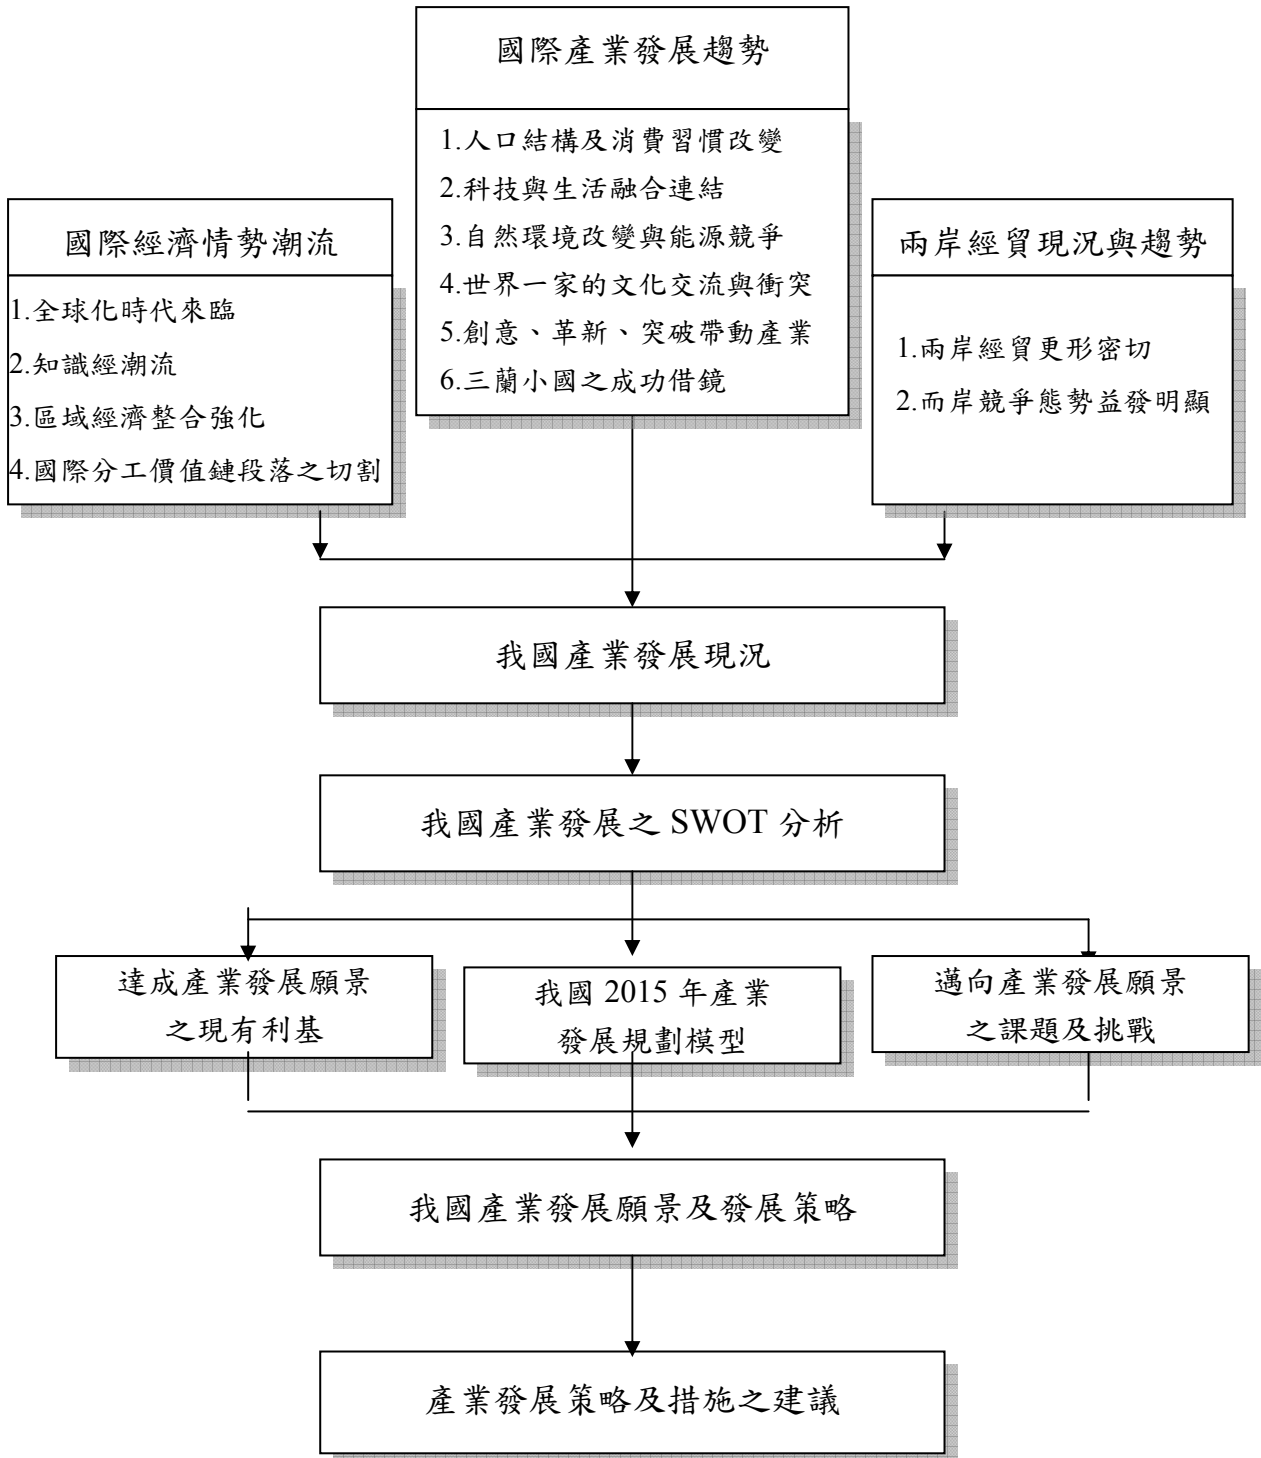 國際產業發展趨勢
1.人口結構及消費習慣改變
2.科技與生活融合連結
3.自然環境改變與能源競爭
4.世界一家的文化交流與衝突
5.創意、革新、突破帶動產業
6.三蘭小國之成功借鏡
國際經濟情勢潮流
1.全球化時代來臨
2.知識經潮流
3.區域經濟整合強化
4.國際分工價值鏈段落之切割
兩岸經貿現況與趨勢
1.兩岸經貿更形密切
2.而岸競爭態勢益發明顯
我國產業發展現況
我國產業發展之 SWOT 分析
達成產業發展願景
之現有利基
我國 2015 年產業
發展規劃模型
邁向產業發展願景
之課題及挑戰
我國產業發展願景及發展策略
產業發展策略及措施之建議